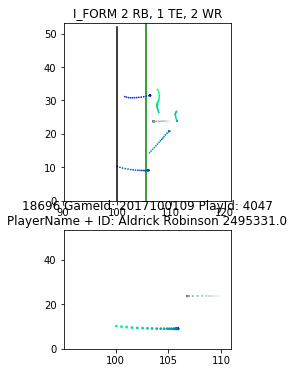 I_FORM 2 RB, 1 TE, 2 WR
50
40
30
20
10
0
90 100 110 120
18696 GameId: 2017100109 PlayId: 4047
PlayerName + ID: Aldrick Robinson 2495331.0
40
20
0
100 105 110